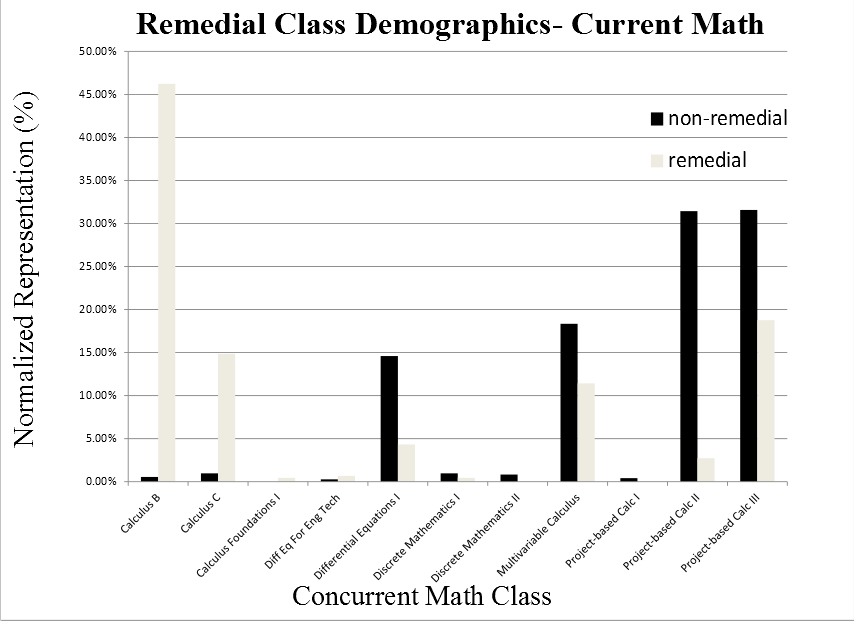 Remedial Class Demographics- Current Math
Normalized Representation (%)
50.00%
45.00%
40.00%
35.00%
30.00%
25.00%
20.00%
15.00%
10.00%
5.00%
0.00%
non-remedial
remedial
Calculus B
Calculus C
Calculus Foundations I
Diff Eq For Eng Tech
Differential Equations I
Discrete Mathematics I
Discrete Mathematics II
Multivariable Calculus
Project-based Calc I
Project-based Calc II
Project-based Calc III
Concurrent Math Class